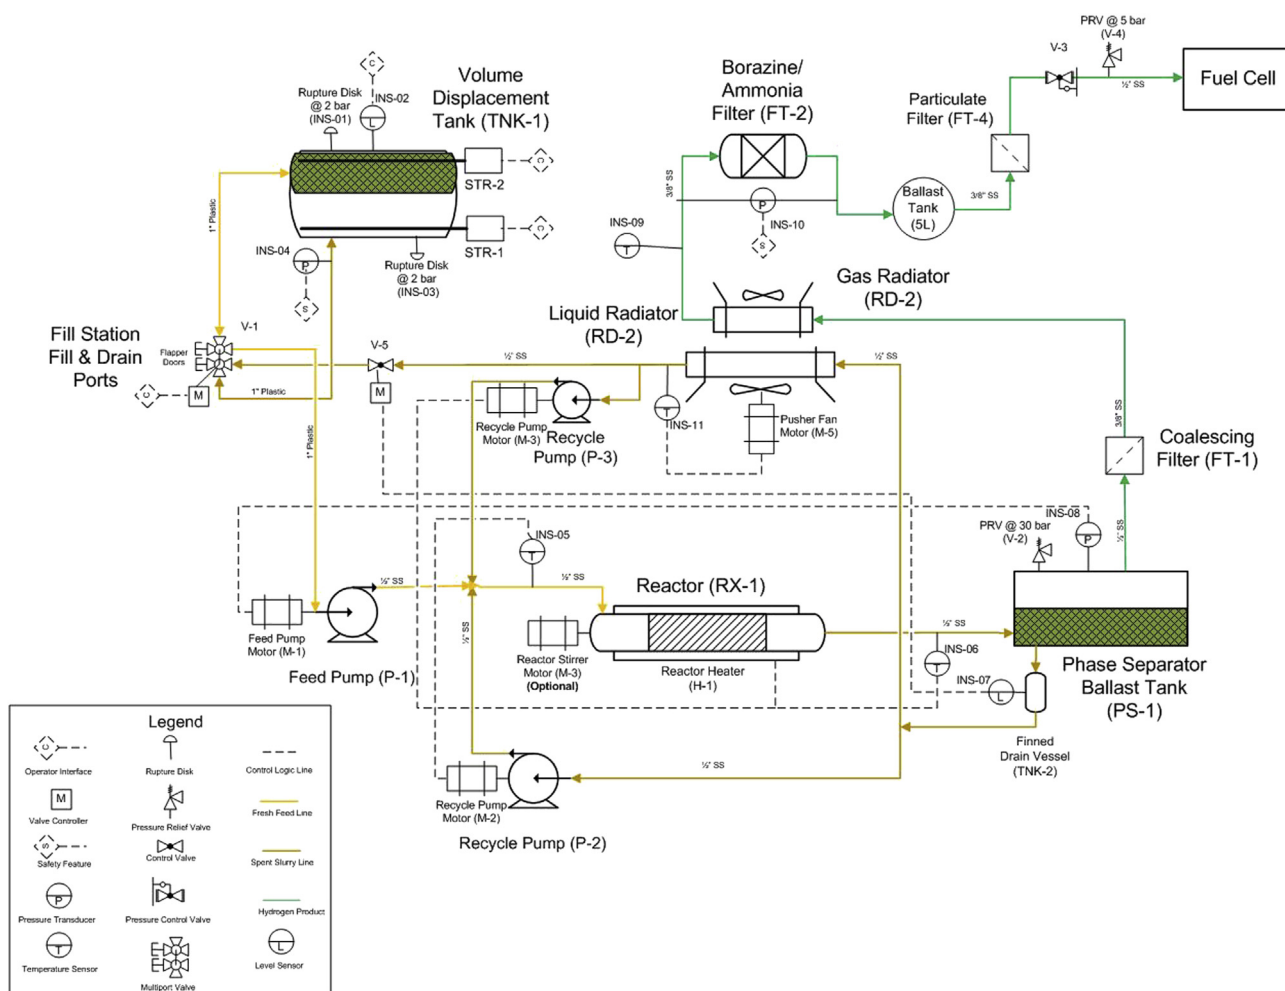 PRV @ 5 bar
(V-4)
V-3
Fuel Cell
½" SS
C
INS-02
Rupture Disk
@ 2 bar
(INS-01)
L
Volume
Displacement
Tank (TNK-1)
Borazine/
Ammonia
Filter (FT-2)
Particulate
Filter (FT-4)
STR-2
C
3/8" SS
Ballast
Tank
(5L)
3/8" SS
P
INS-10
S
INS-09
T
1" Plastic
STR-1
C
INS-04
P
S
Rupture Disk
@ 2 bar
(INS-03)
Gas Radiator
(RD-2)
Liquid Radiator
(RD-2)
Fill Station
Fill & Drain
Ports
V-1
Flapper
Doors
C
M
1" Plastic
V-5
M
½" SS
½" SS
Recycle Pump
Motor (M-3)
Recycle
Pump (P-3)
T
INS-11
Pusher Fan
Motor (M-5)
1" Plastic
3/8" SS
Coalescing
Filter (FT-1)
INS-08
P
PRV @ 30 bar
(V-2)
½" SS
INS-05
T
½" SS
½" SS
½" SS
Feed Pump
Motor (M-1)
Feed Pump (P-1)
Reactor (RX-1)
Reactor Stirrer
Motor (M-3)
(Optional)
Reactor Heater
(H-1)
½" SS
INS-06
T
INS-07
L
Phase Separator
Ballast Tank
(PS-1)
Finned
Drain Vessel
(TNK-2)
½" SS
Recycle Pump
Motor (M-2)
Recycle Pump (P-2)
Legend
C
Operator Interface
Rupture Disk
Control Logic Line
M
Valve Controller
Pressure Relief Valve
Fresh Feed Line
S
Safety Feature
Control Valve
Spent Slurry Line
P
Pressure Transducer
Pressure Control Valve
Hydrogen Product
T
Temperature Sensor
Multiport Valve
L
Level Sensor